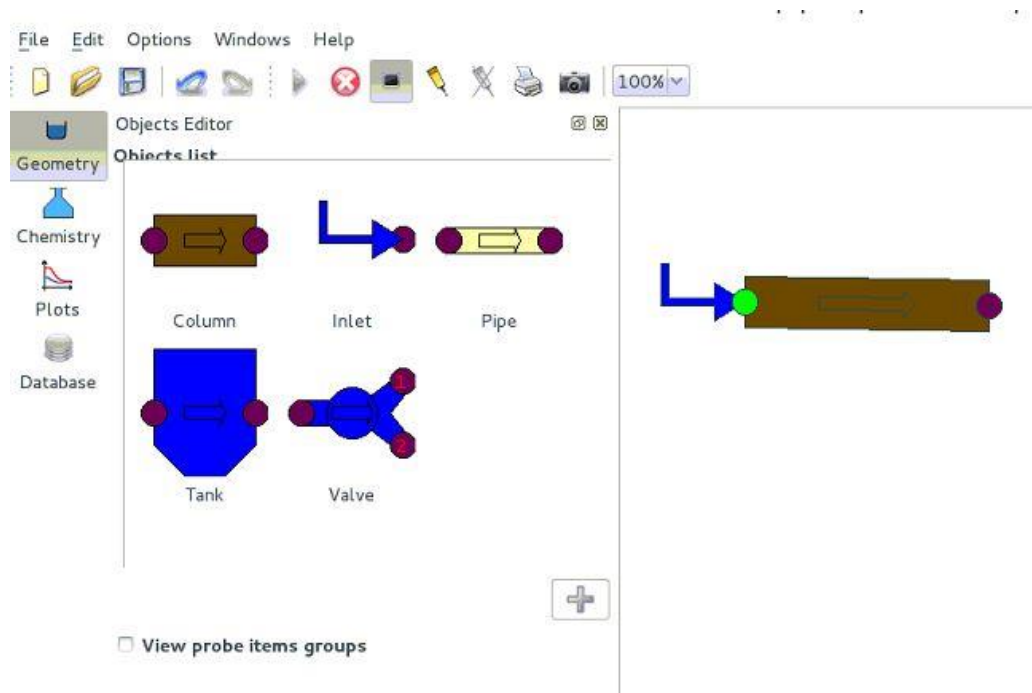 File Edit Options Windows Help
100%
Objects Editor
Objects list
Geometry
Chemistry
Plots
Database
Column Inlet Pipe
1
2
Tank Valve
View probe items groups